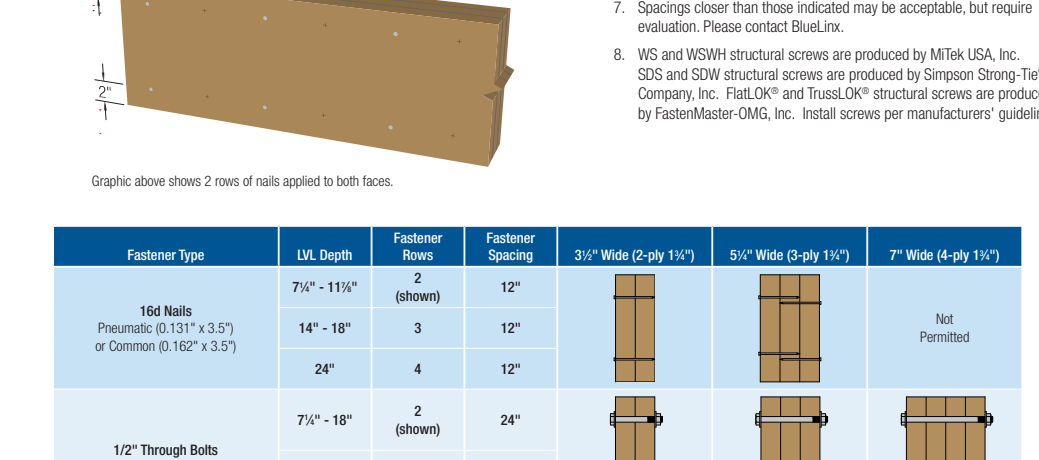 7. Spacings closer than those indicated may be acceptable, but require
evaluation. Please contact BlueLinx.
8. WS and WSWH structural screws are produced by MiTek USA, Inc.
SDS and SDW structural screws are produced by Simpson Strong-Tie
Company, Inc. FlatLOK® and TrussLOK® structural screws are
by FastenMaster-OMG, Inc. Install screws per manufacturers'
2"
Graphic above shows 2 rows of nails applied to both faces.
Fastener Type LVL Depth Fastener Rows Fastener Spacing 3½" Wide (2-ply 1¾") 5¼" Wide (3-ply 1¾") 7" Wide (4-ply 1¾")
16d Nails
Pneumatic (0.131" x 3.5")
or Common (0.162" x 3.5")
7¼" - 11⅞" 2 (shown) 12"
14" - 18" 3 12"
24" 4 12"
Not
Permitted
1/2" Through Bolts
7¼" - 18" 2 (shown) 24"